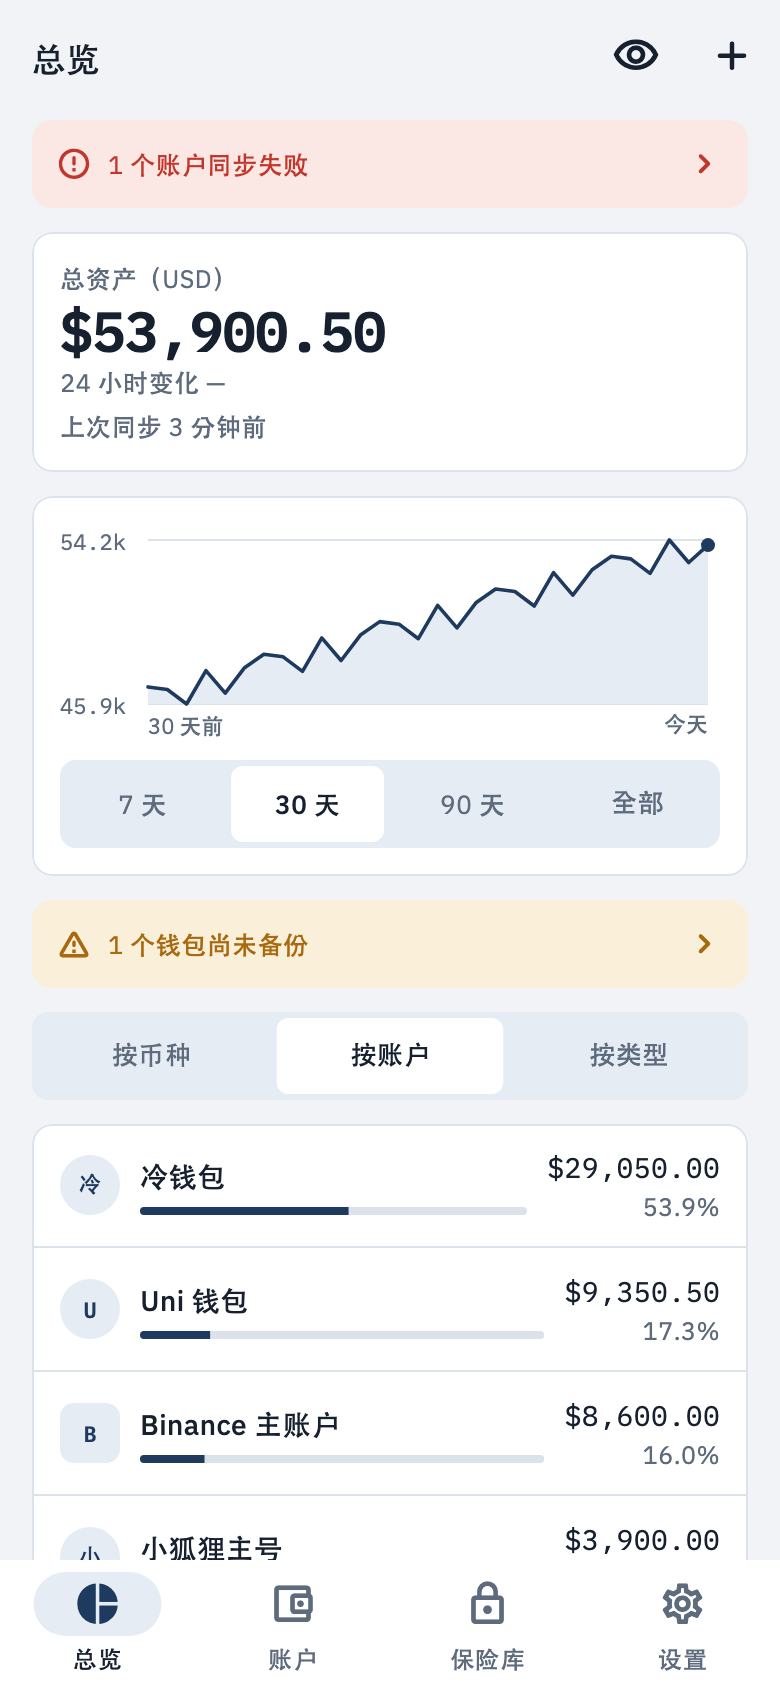 总览
1 个账户同步失败
总资产（USD）
$53,900.50
24 小时变化 —
上次同步 3 分钟前
54.2k
45.9k
30 天前
今天
7 天
30 天
90 天
全部
1 个钱包尚未备份
按币种
按账户
按类型
冷
冷钱包
$29,050.00
53.9%
U
Uni 钱包
$9,350.50
17.3%
B
Binance 主账户
$8,600.00
16.0%
小
小狐狸主号
$3,900.00
总览
账户
保险库
设置